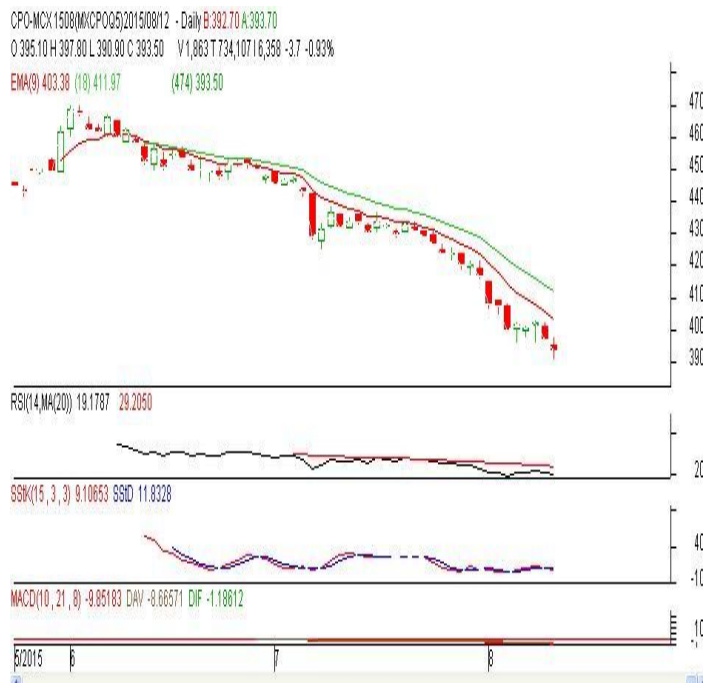 CPO-MCX 1508(MXCPOQ5)2015/08/12 - Daily B:392.70 A:393.70
O 395.10 H 397.80 L 390.90 C 393.50 V 1,863 T 734,107 I 6,358 -3.7 -0.93%
EMA(9) 403.38 (18) 411.97 (474) 393.50
470
460
450
440
430
420
410
400
390
RSI(14,MA(20)) 19.1787 29.2050
20
SStK(15,3,3) 9.10653 SStD 11.8328
40
-10
MACD(10,21,8) -9.85183 DAV -8.66571 DIF -1.18612
5/2015 6 7 8